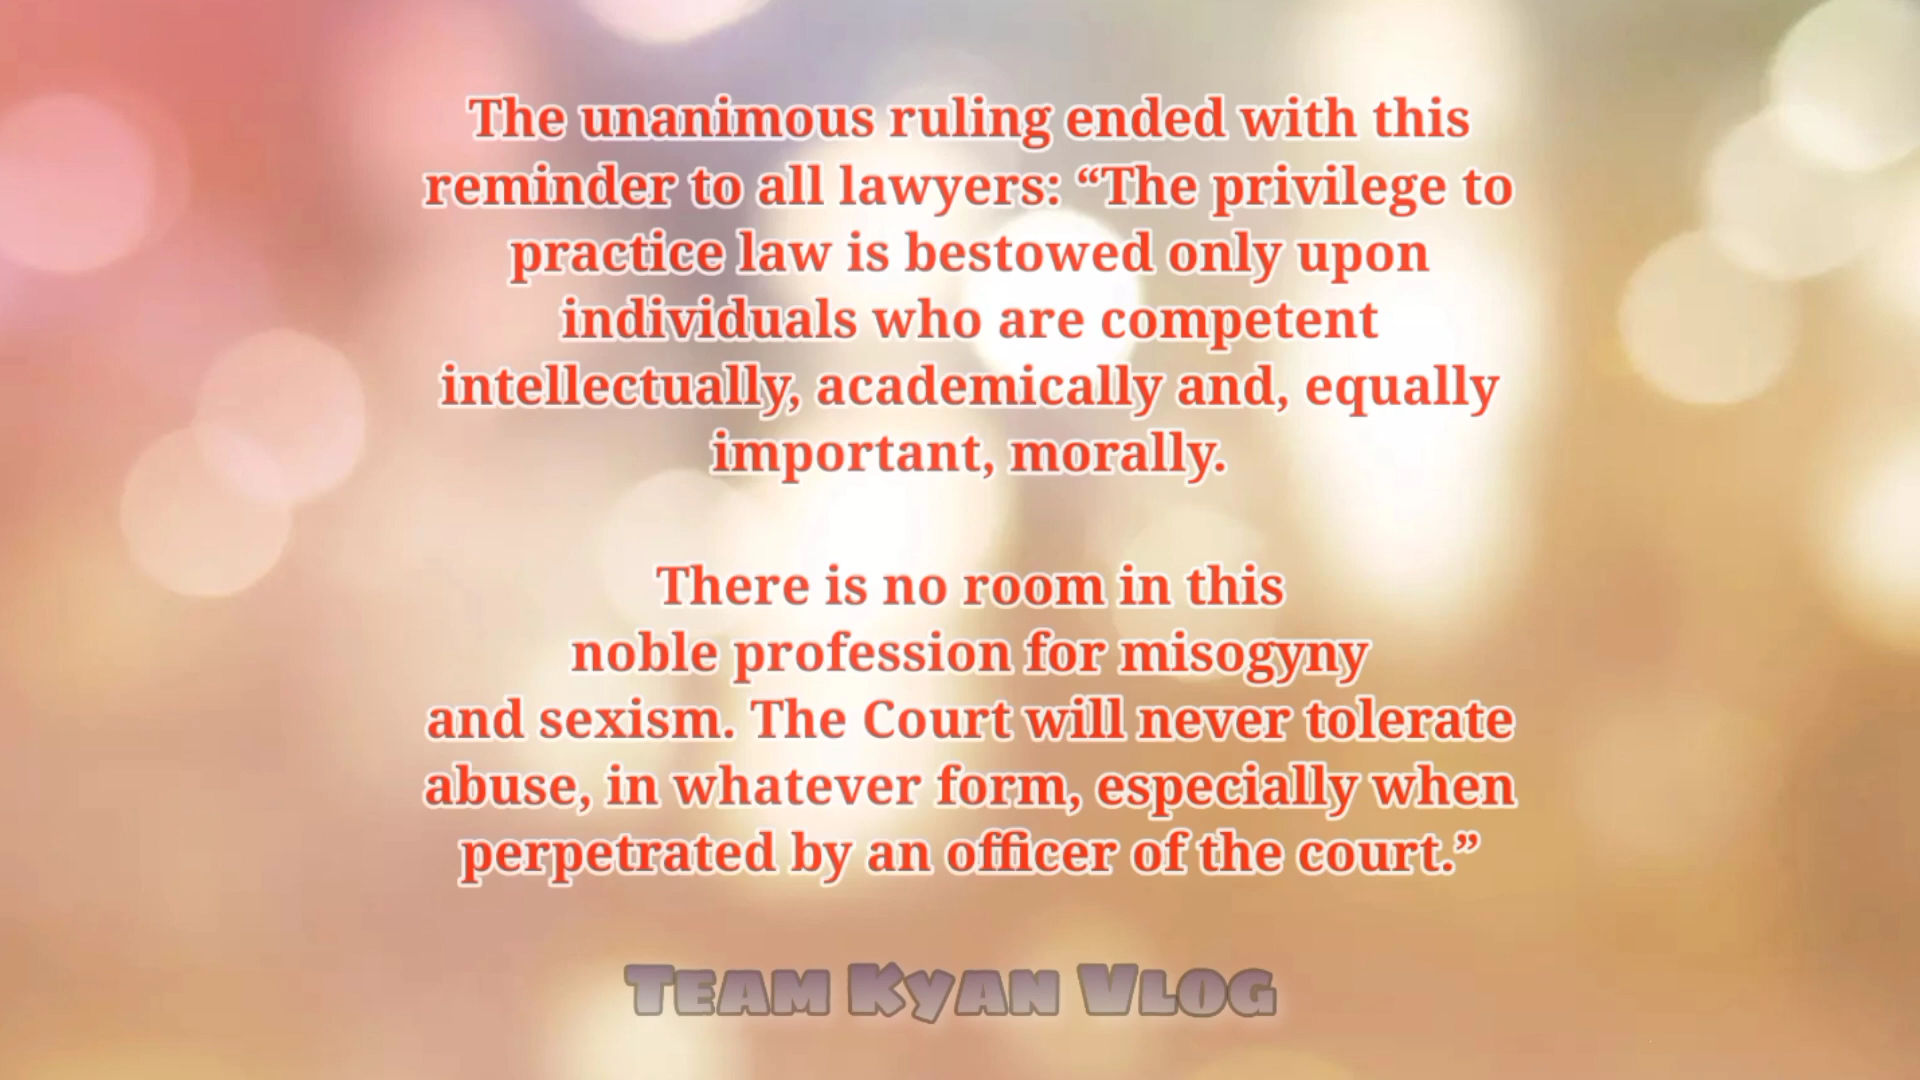 The unanimous ruling ended with this
reminder to all lawyers: “The privilege to
practice law is bestowed only upon
individuals who are competent
intellectually, academically and, equally
important, morally.
There is no room in this
noble profession for misogyny
and sexism. The Court will never tolerate
abuse, in whatever form, especially when
perpetrated by an officer of the court.”
Team Kyan Vlog